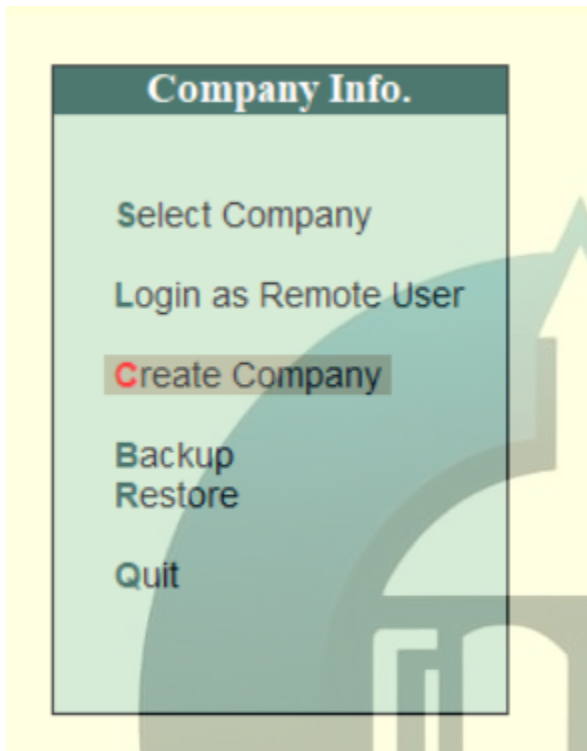 Company Info.
Select Company
Login as Remote User
Create Company
Backup
Restore
Quit